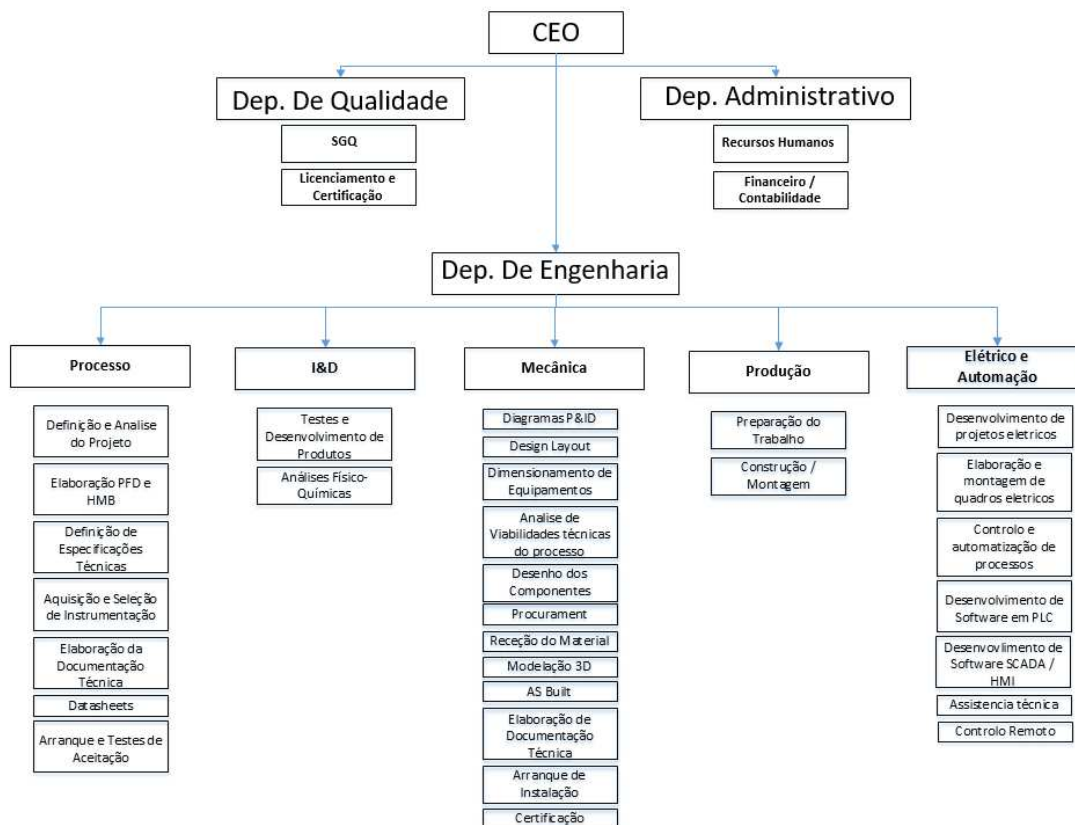 CEO
Dep. De Qualidade
SGQ
Licenciamento e
Certificação
Dep. Administrativo
Recursos Humanos
Financeiro /
Contabilidade
Dep. De Engenharia
Processo
Definição e Analise
do Projeto
Elaboração PFD e
HMB
Definição de
Especificações
Técnicas
Aquisição e Seleção
de Instrumentação
Elaboração da
Documentação
Técnica
Datasheets
Arranque e Testes de
Aceitação
I&D
Testes e
Desenvolvimento de
Produtos
Análises Físico-
Químicas
Mecânica
Diagramas P&ID
Design Layout
Dimensionamento de
Equipamentos
Analise de
Viabilidades técnicas
do processo
Desenho dos
Componentes
Procurament
Receção do Material
Modelação 3D
AS Built
Elaboração de
Documentação
Técnica
Arranque de
Instalação
Certificação
Produção
Preparação do
Trabalho
Construção /
Montagem
Elétrico e
Automação
Desenvolvimento de
projetos eletricos
Elaboração e
montagem de
quadros eletricos
Controlo e
automatização de
processos
Desenvolvimento de
Software em PLC
Desenvovlimento de
Software SCADA /
HMI
Assistencia técnica
Controlo Remoto